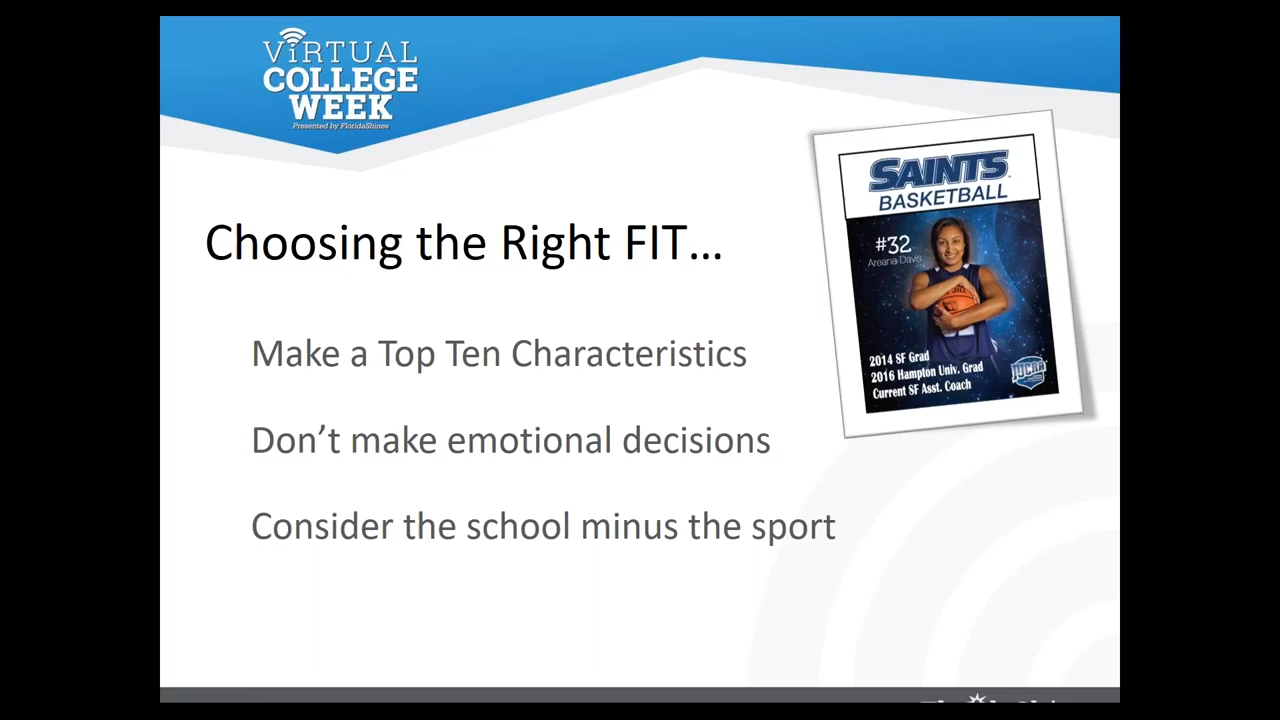 ViRTUAL
COLLEGE
WEEK
Presented by FloridaShines
SAINTS
BASKETBALL
#32
Areana Davis
2014 SF Grad
2016 Hampton Univ. Grad
Current SF Asst. Coach
NJCAA
Choosing the Right FIT...
Make a Top Ten Characteristics
Don’t make emotional decisions
Consider the school minus the sport